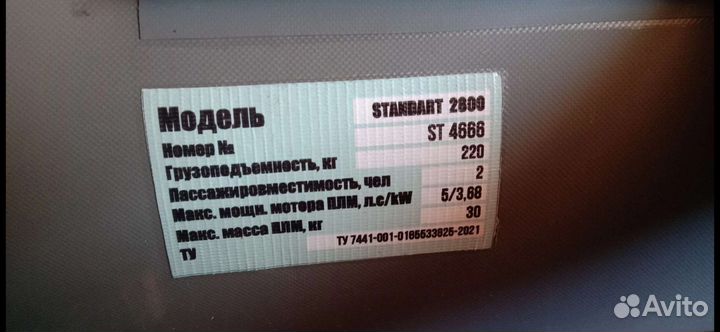 Модель STANDART 2800
Номер № ST 4666
Грузоподъемность, кг 220
Пассажировместимость, чел 2
Макс. мощн. мотора ПЛМ, л.с/kW 5/3,68
Макс. масса ПЛМ, кг 30
ТУ ТУ 7441-001-0165533825-2021
Avito